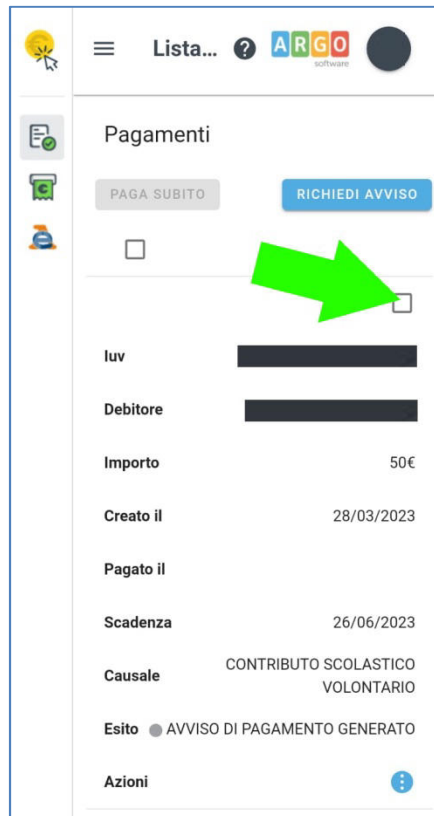 Lista... ? ARGO
software
Pagamenti
PAGA SUBITO RICHIEDI AVVISO
Iuv
Debitore
Importo 50€
Creato il 28/03/2023
Pagato il
Scadenza 26/06/2023
Causale CONTRIBUTO SCOLASTICO
VOLONTARIO
Esito AVVISO DI PAGAMENTO GENERATO
Azioni